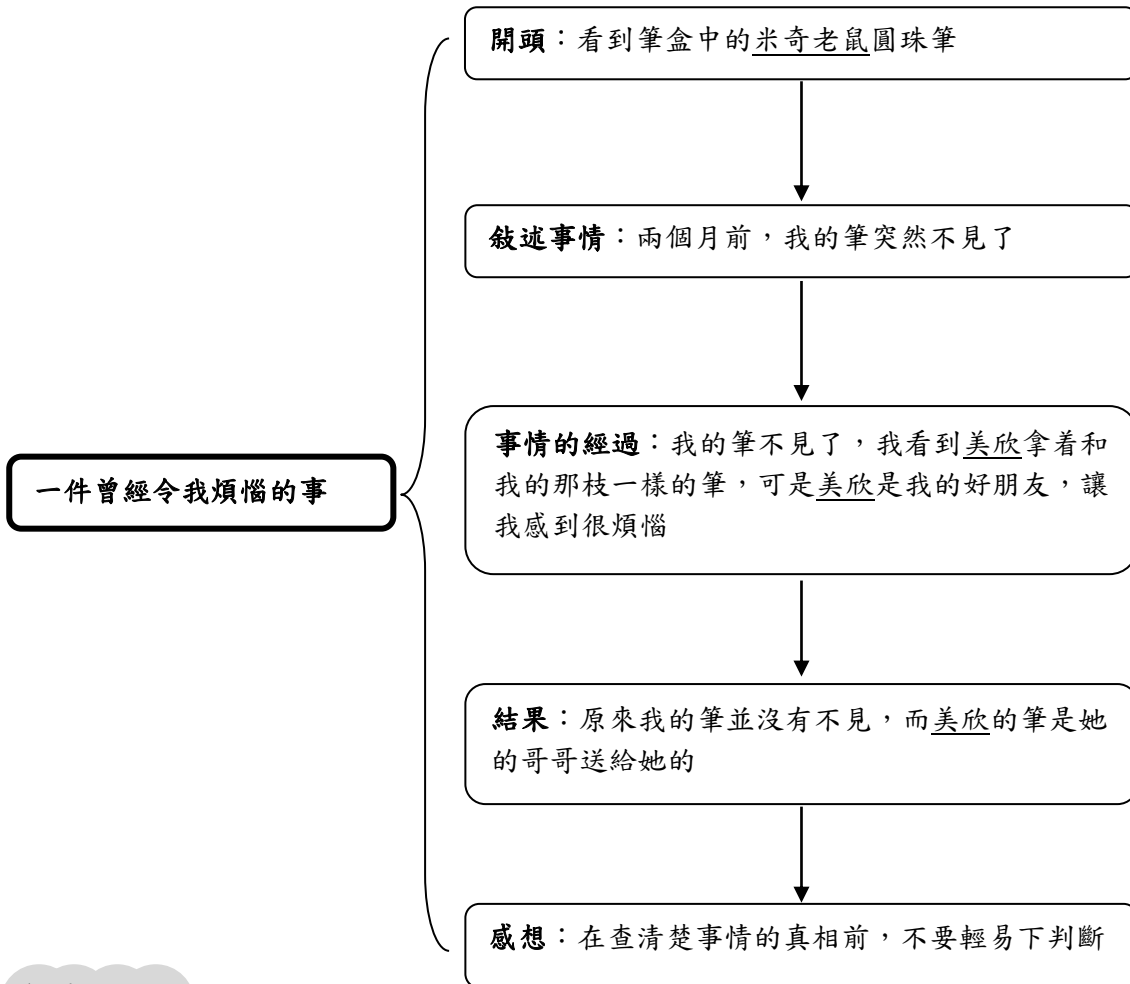 開頭：看到筆盒中的米奇老鼠圓珠筆
敍述事情：兩個月前，我的筆突然不見了
事情的經過：我的筆不見了，我看到美欣拿着和
我的那枝一樣的筆，可是美欣是我的好朋友，讓
我感到很煩惱
一件曾經令我煩惱的事
結果：原來我的筆並沒有不見，而美欣的筆是她
的哥哥送給她的
感想：在查清楚事情的真相前，不要輕易下判斷